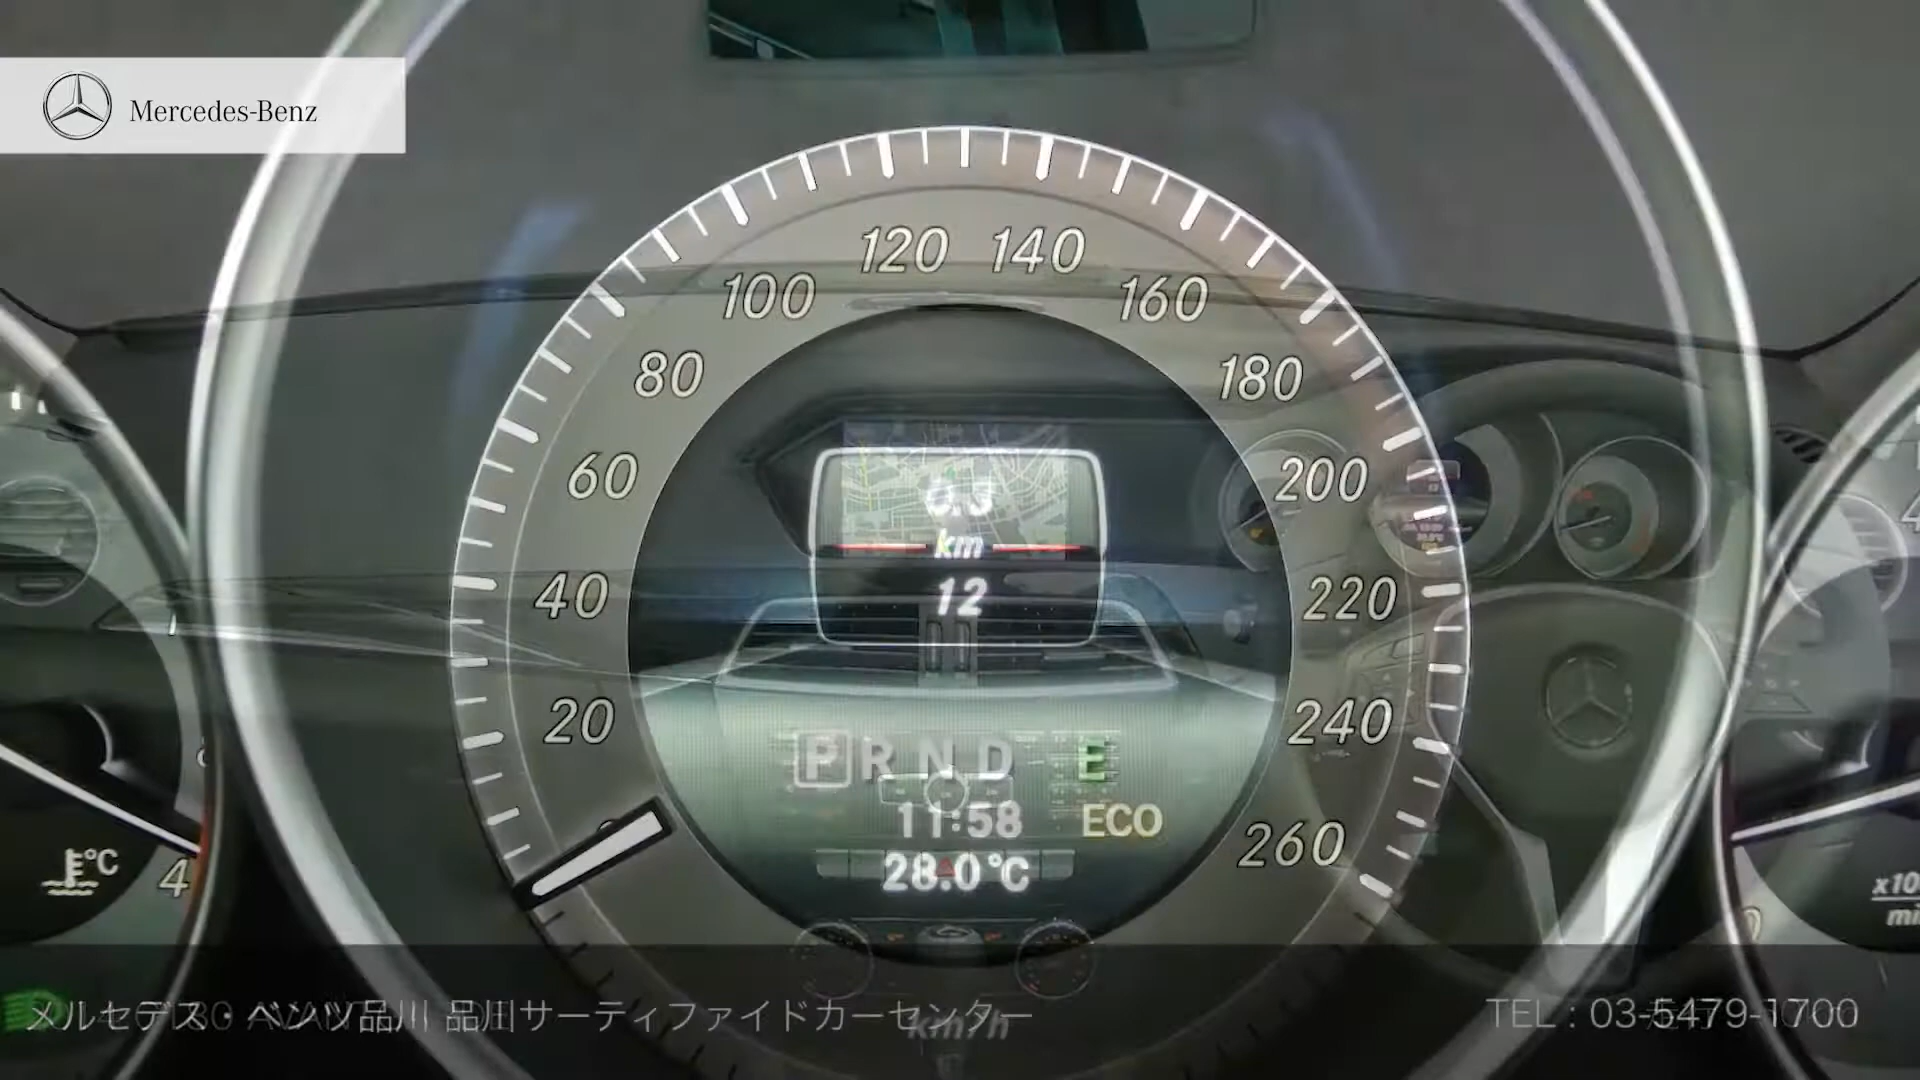 Mercedes-Benz
120 140
100 160
80 180
60 200
km
40 12 220
20 240
P R N D E
11:58 ECO
260
28.0°C
°C 4
km/h
メルセデス・ベンツ品川 品川サーティファイドカーセンター
TEL : 03-5479-1700